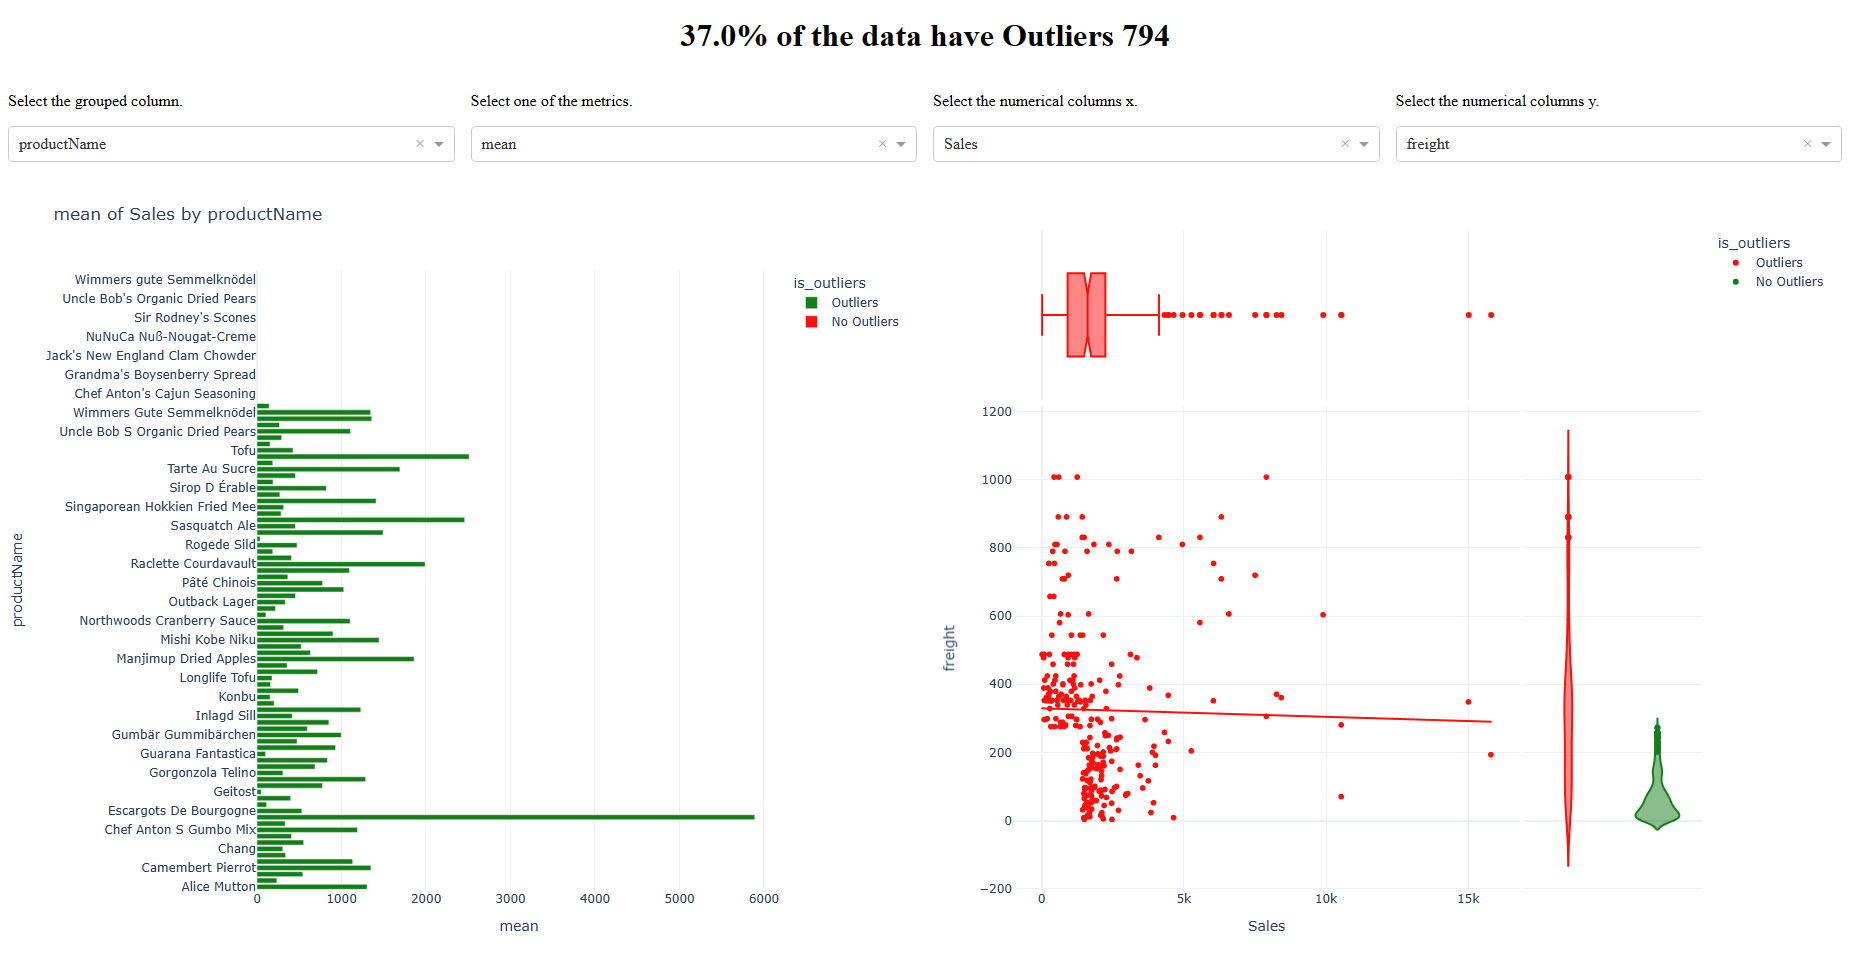 37.0% of the data have Outliers 794
Select the grouped column.
Select one of the metrics.
Select the numerical columns x.
Select the numerical columns y.
productName
mean
Sales
freight
mean of Sales by productName
productName
Wimmers gute Semmelknödel
Uncle Bob's Organic Dried Pears
Sir Rodney's Scones
NuNuCa Nuß-Nougat-Creme
Jack's New England Clam Chowder
Grandma's Boysenberry Spread
Chef Anton's Cajun Seasoning
Wimmers Gute Semmelknödel
Uncle Bob S Organic Dried Pears
Tofu
Tarte Au Sucre
Sirop D Érable
Singaporean Hokkien Fried Mee
Sasquatch Ale
Rogede Sild
Raclette Courdavault
Pâté Chinois
Outback Lager
Northwoods Cranberry Sauce
Mishi Kobe Niku
Manjimup Dried Apples
Longlife Tofu
Konbu
Inlagd Sill
Gumbär Gummibärchen
Guarana Fantastica
Gorgonzola Telino
Geitost
Escargots De Bourgogne
Chef Anton S Gumbo Mix
Chang
Camembert Pierrot
Alice Mutton
0 1000 2000 3000 4000 5000 6000
mean
is_outliers
Outliers
No Outliers
is_outliers
Outliers
No Outliers
freight
1200
1000
800
600
400
200
0
−200
0 5k 10k 15k
Sales